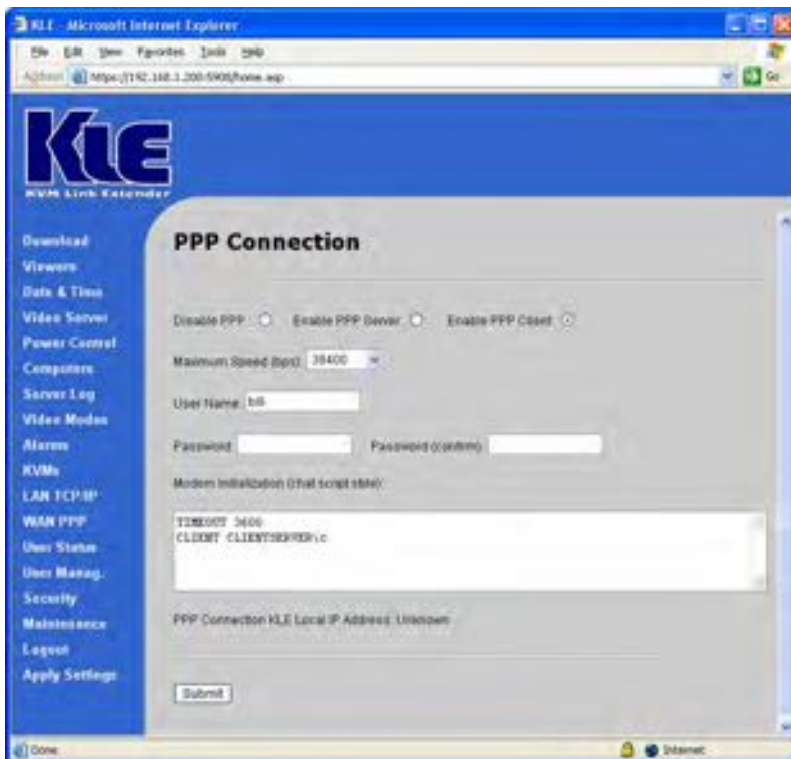 KLE - Microsoft Internet Explorer
File Edit View Favorites Tools Help
Address https://192.168.1.200:5908/home.asp Go
KLE
KVM Link Extender
PPP Connection
Download
Viewers
Date & Time
Video Server
Power Control
Computers
Server Log
Video Modes
Alarms
KVMs
LAN TCP/IP
WAN PPP
User Status
User Manag.
Security
Maintenance
Logout
Apply Settings
Disable PPP Enable PPP Server Enable PPP Client
Maximum Speed (bps): 38400
User Name: bill
Password: Password (confirm):
Modem Initialization (chat script style):
TIMEOUT 3600
CLIENT CLIENTSERVER\c
PPP Connection KLE Local IP Address: Unknown
Submit
Done Internet